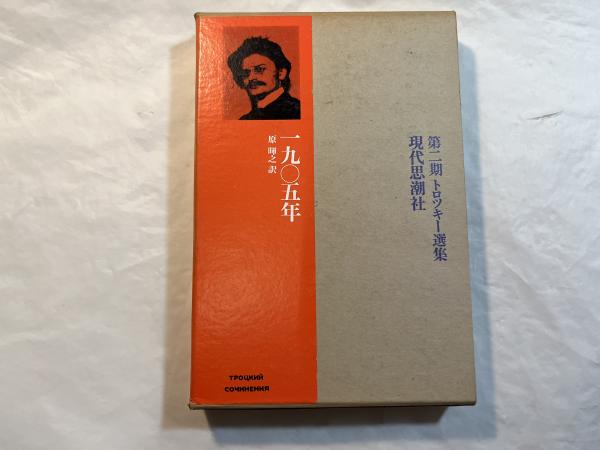 第二期トロツキー選集
現代思潮社
一九〇五年
原暉之訳
ТРОЦКИЙ
СОЧИНЕНИЯ